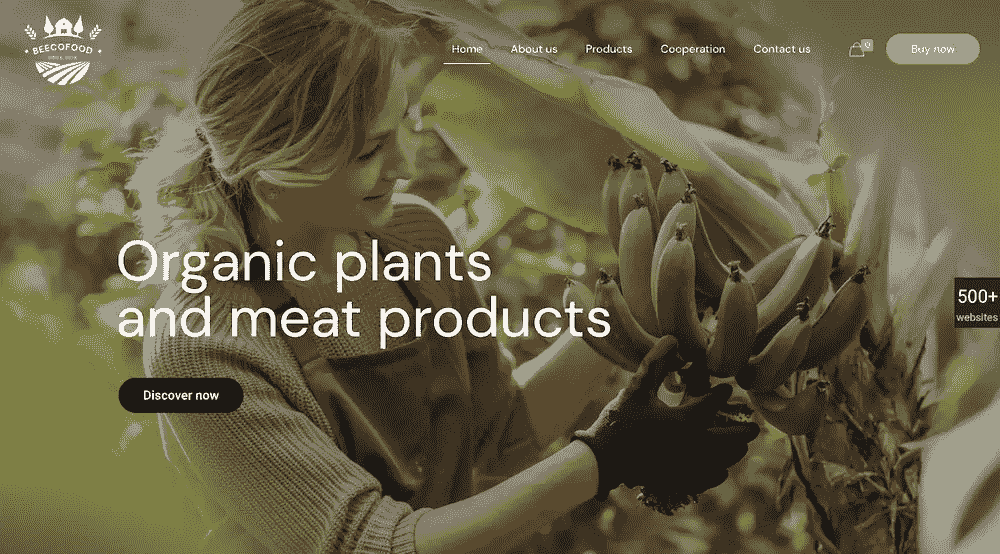 BEECOFOOD
Home
About us
Products
Cooperation
Contact us
0
Buy now
Organic plants
and meat products
Discover now
500+
websites